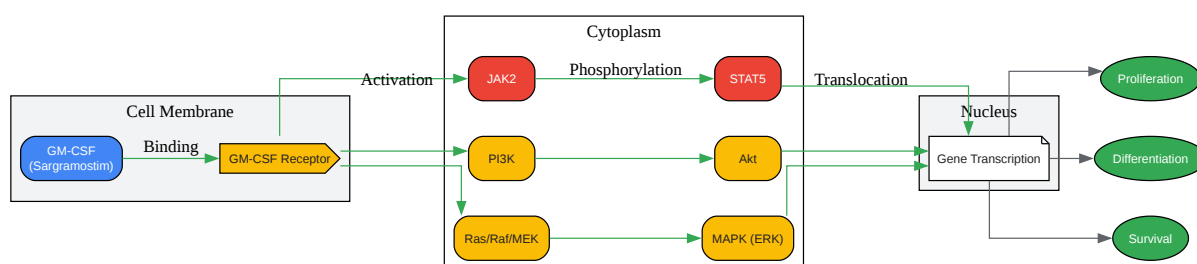 Cytoplasm
JAK2
Phosphorylation
STAT5
Activation
Translocation
Proliferation
Cell Membrane
Nucleus
GM-CSF
(Sargramostim)
Binding
GM-CSF Receptor
PI3K
Akt
Gene Transcription
Differentiation
Ras/Raf/MEK
MAPK (ERK)
Survival